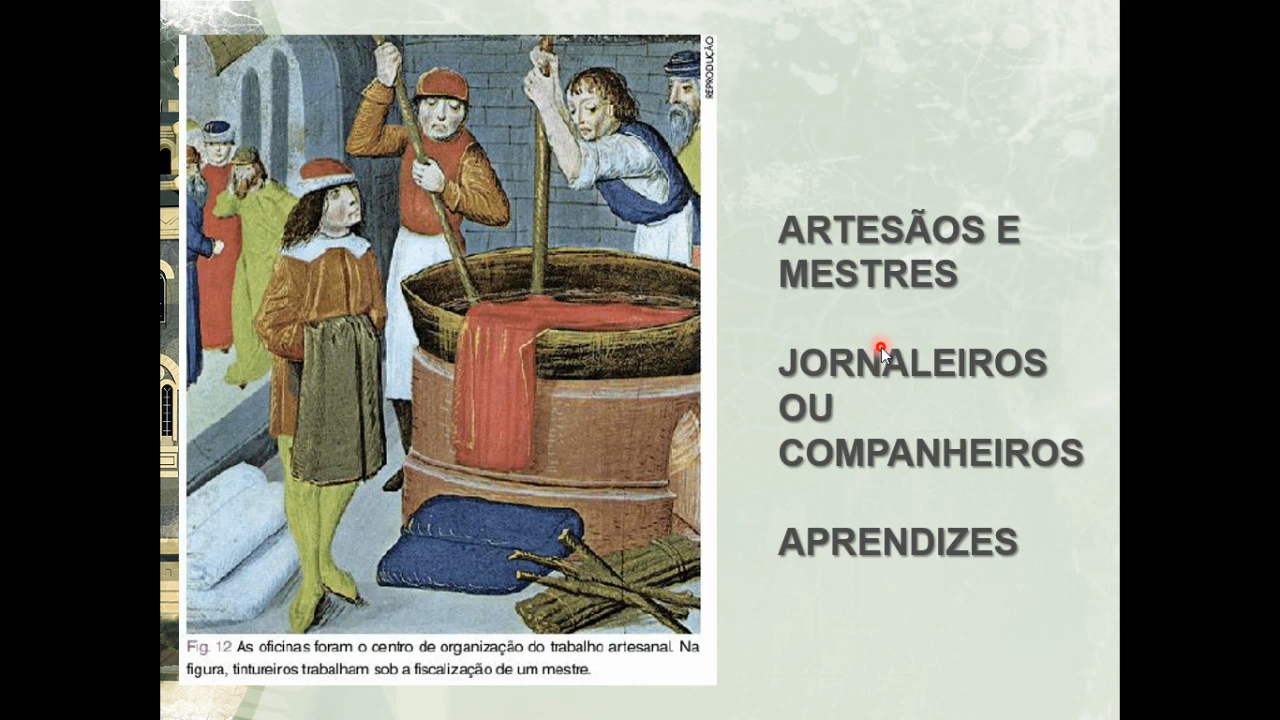 REPRODUÇÃO
Fig. 12 As oficinas foram o centro de organização do trabalho artesanal. Na
figura, tintureiros trabalham sob a fiscalização de um mestre.
ARTESÃOS E
MESTRES
JORNALEIROS
OU
COMPANHEIROS
APRENDIZES